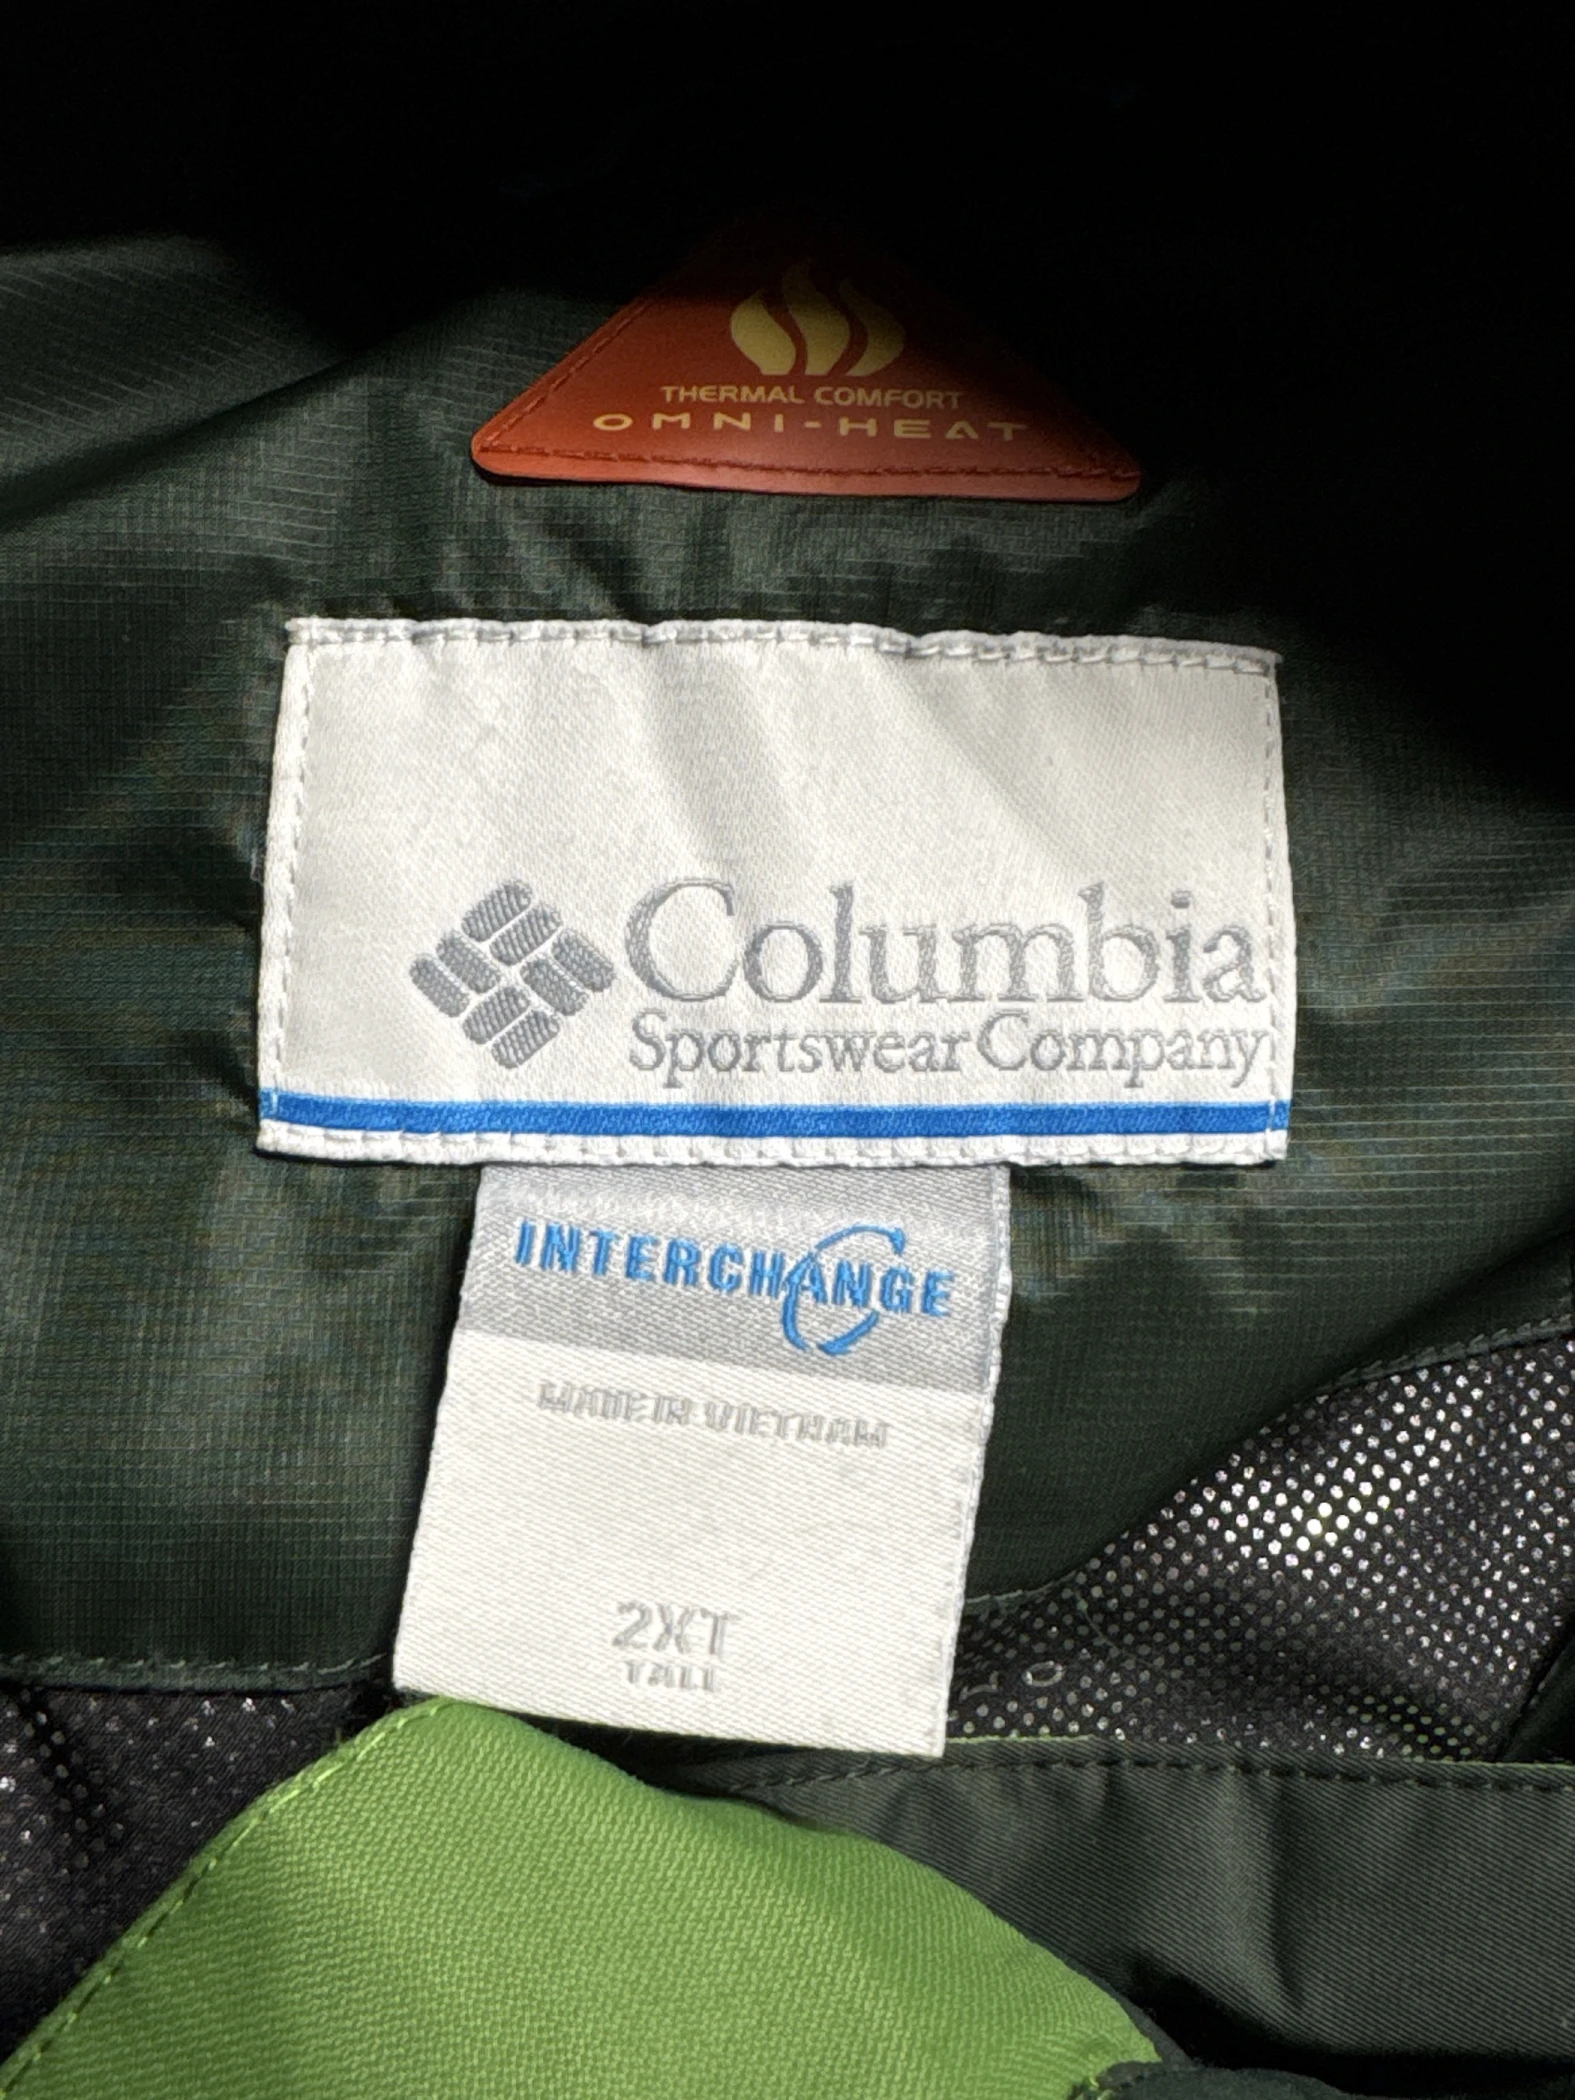 THERMAL COMFORT
OMNI-HEAT
Columbia
Sportswear Company
INTERCHANGE
MADE IN VIETNAM
2XT
TALL